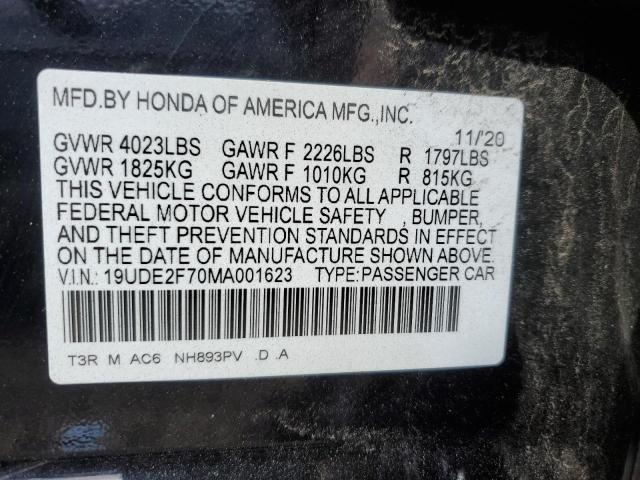 MFD.BY HONDA OF AMERICA MFG.,INC.
11/'20
GVWR 4023LBS GAWR F 2226LBS R 1797LBS
GVWR 1825KG GAWR F 1010KG R 815KG
THIS VEHICLE CONFORMS TO ALL APPLICABLE
FEDERAL MOTOR VEHICLE SAFETY , BUMPER,
AND THEFT PREVENTION STANDARDS IN EFFECT
ON THE DATE OF MANUFACTURE SHOWN ABOVE.
V.I.N.: 19UDE2F70MA001623 TYPE:PASSENGER CAR
T3R M AC6 NH893PV .D .A